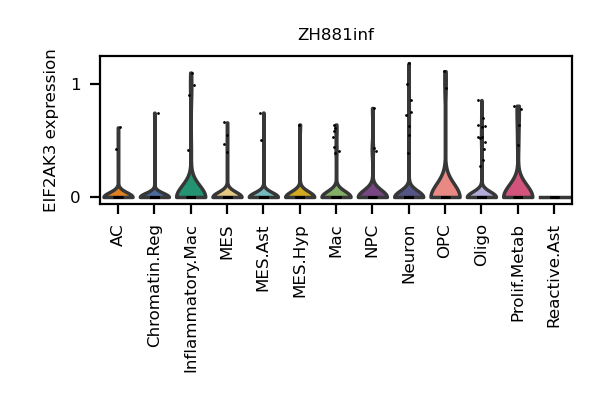 ZH881inf
EIF2AK3 expression
1
0
AC
Chromatin.Reg
Inflammatory.Mac
MES
MES.Ast
MES.Hyp
Mac
NPC
Neuron
OPC
Oligo
Prolif.Metab
Reactive.Ast